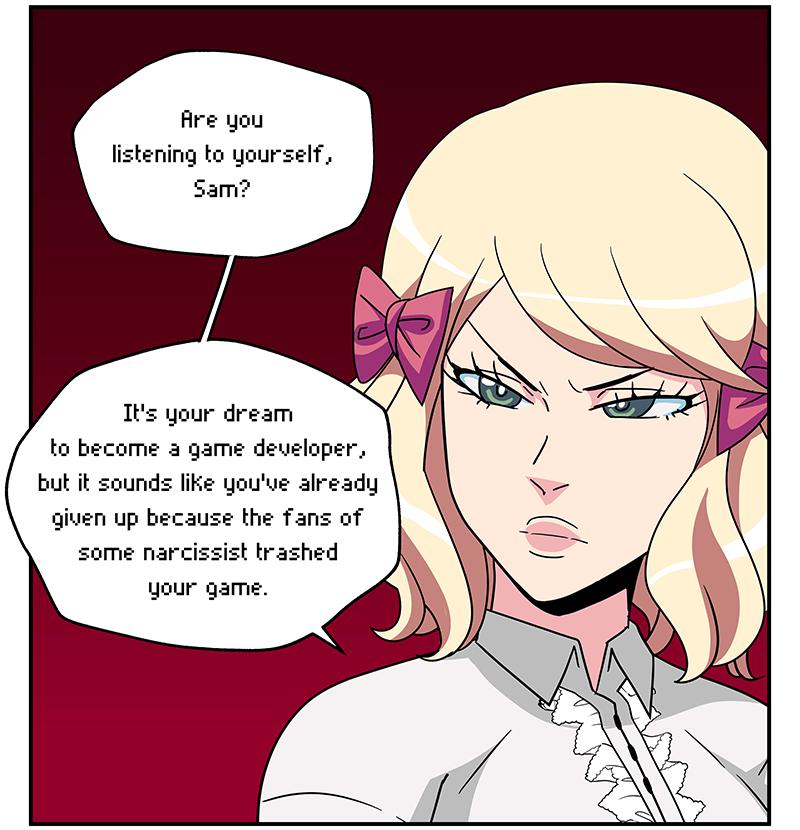 Are you
listening to yourself,
Sam?
It's your dream
to become a game developer,
but it sounds like you've already
given up because the fans of
some narcissist trashed
your game.